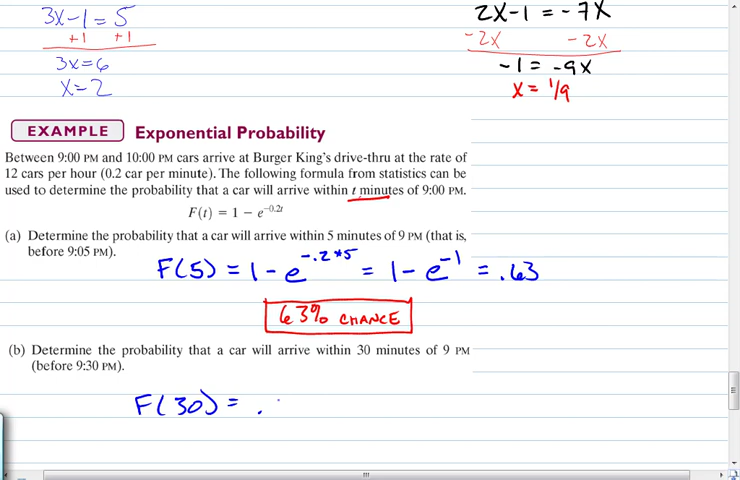 3x-1=5
+1 +1
3x=6
x=2
2x-1=-7x
-2x -2x
-1=-9x
x=1/9
EXAMPLE Exponential Probability
Between 9:00 PM and 10:00 PM cars arrive at Burger King's drive-thru at the rate of
12 cars per hour (0.2 car per minute). The following formula from statistics can be
used to determine the probability that a car will arrive within t minutes of 9:00 PM.
F(t) = 1 − e^−0.2t
(a) Determine the probability that a car will arrive within 5 minutes of 9 PM (that is,
before 9:05 PM).
F(5) = 1 - e^-.2*5 = 1 - e^-1 = .63
63% CHANCE
(b) Determine the probability that a car will arrive within 30 minutes of 9 PM
(before 9:30 PM).
F(30) = .